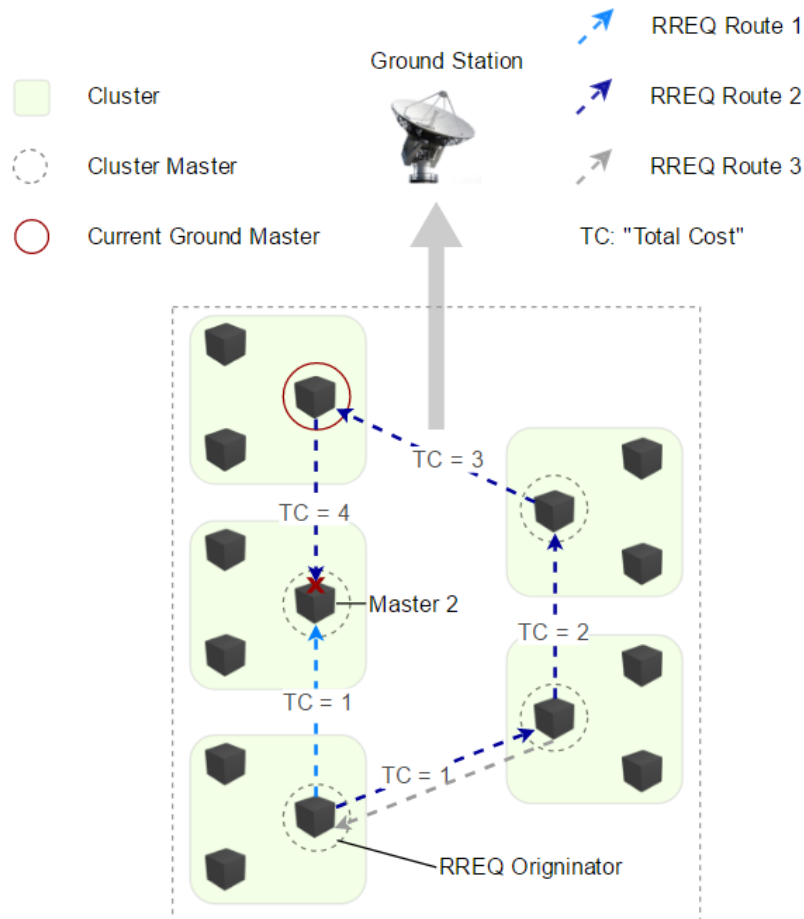 RREQ Route 1
Ground Station
Cluster
RREQ Route 2
Cluster Master
RREQ Route 3
Current Ground Master
TC: "Total Cost"
TC = 3
TC = 4
Master 2
TC = 2
TC = 1
TC = 1
RREQ Origninator